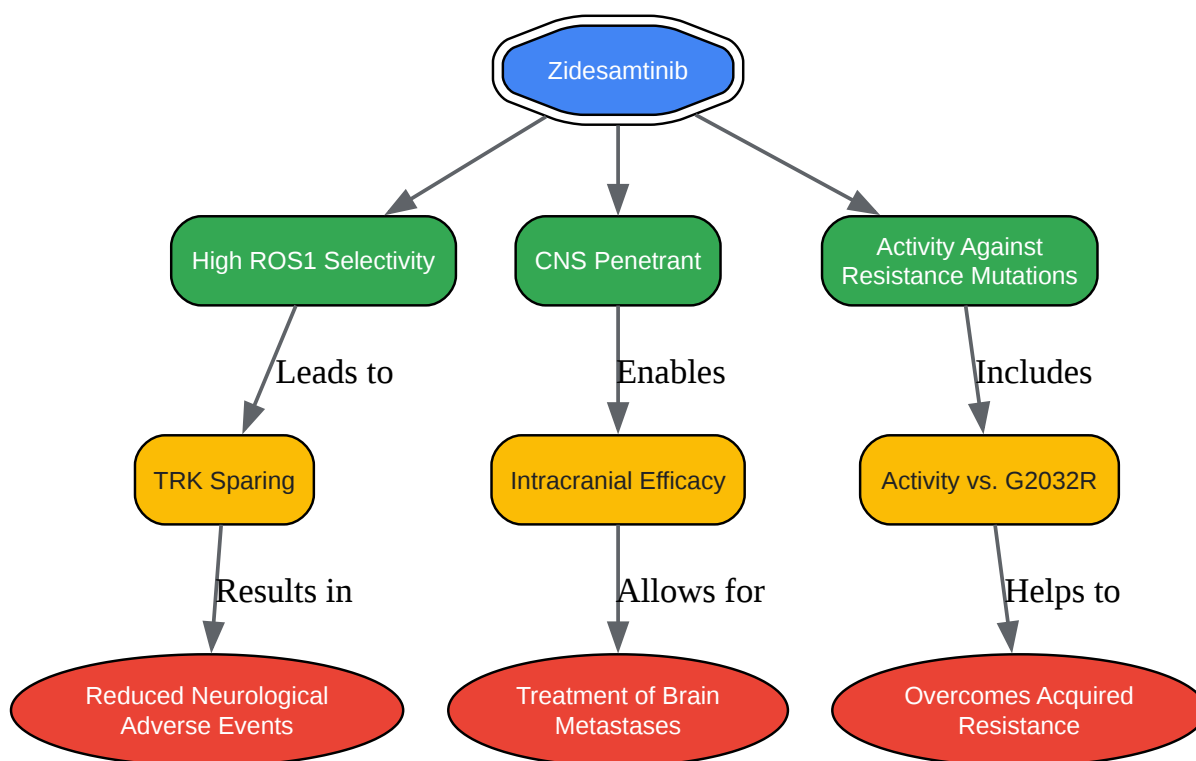 Zidesamtinib
High ROS1 Selectivity
CNS Penetrant
Activity Against
Resistance Mutations
Leads to
Enables
Includes
TRK Sparing
Intracranial Efficacy
Activity vs. G2032R
Results in
Allows for
Helps to
Reduced Neurological
Adverse Events
Treatment of Brain
Metastases
Overcomes Acquired
Resistance